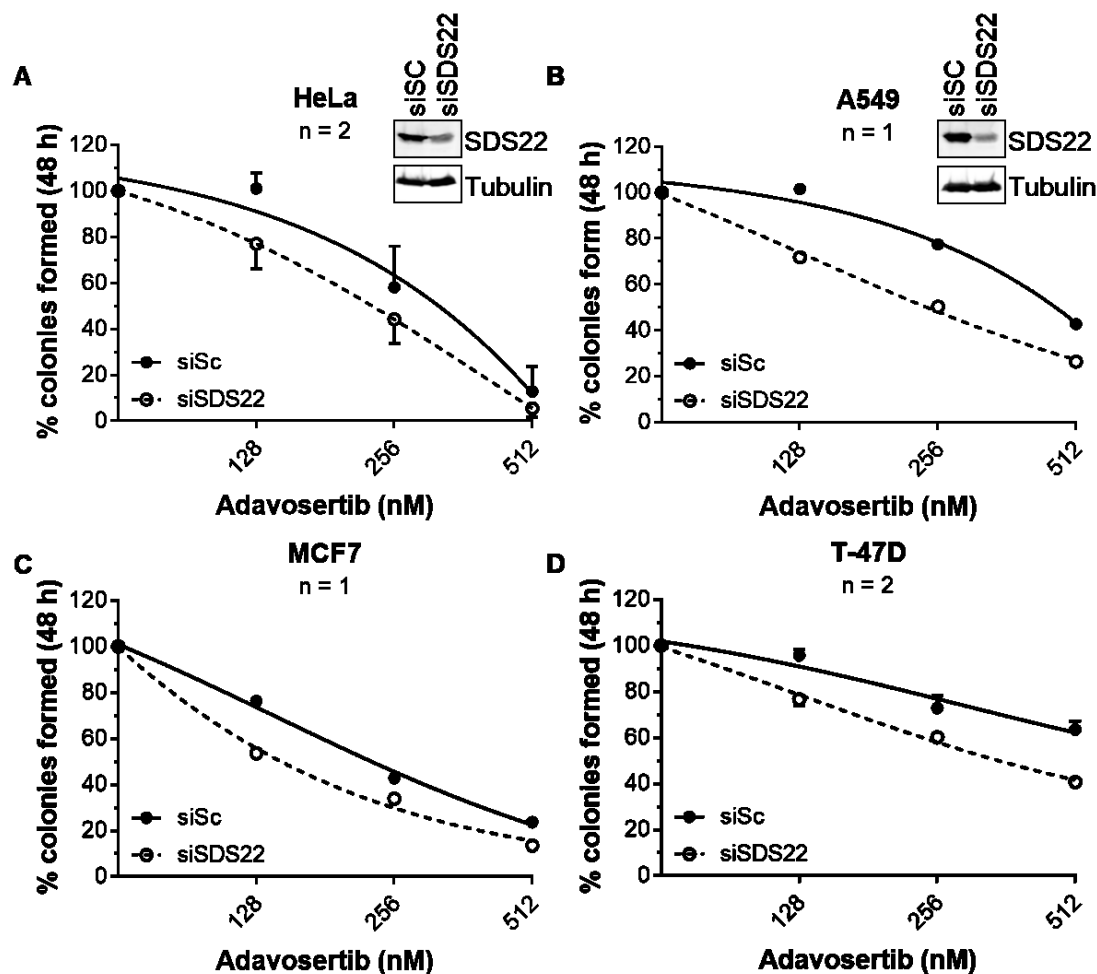 A
HeLa
n = 2
siSC
siSDS22
SDS22
Tubulin
% colonies formed (48 h)
120
100
80
60
40
20
0
siSc
siSDS22
128
256
512
Adavosertib (nM)
B
A549
n = 1
siSC
siSDS22
SDS22
Tubulin
% colonies form (48 h)
120
100
80
60
40
20
0
siSc
siSDS22
128
256
512
Adavosertib (nM)
C
MCF7
n = 1
% colonies formed (48 h)
120
100
80
60
40
20
0
siSc
siSDS22
128
256
512
Adavosertib (nM)
D
T-47D
n = 2
% colonies formed (48 h)
120
100
80
60
40
20
0
siSc
siSDS22
128
256
512
Adavosertib (nM)